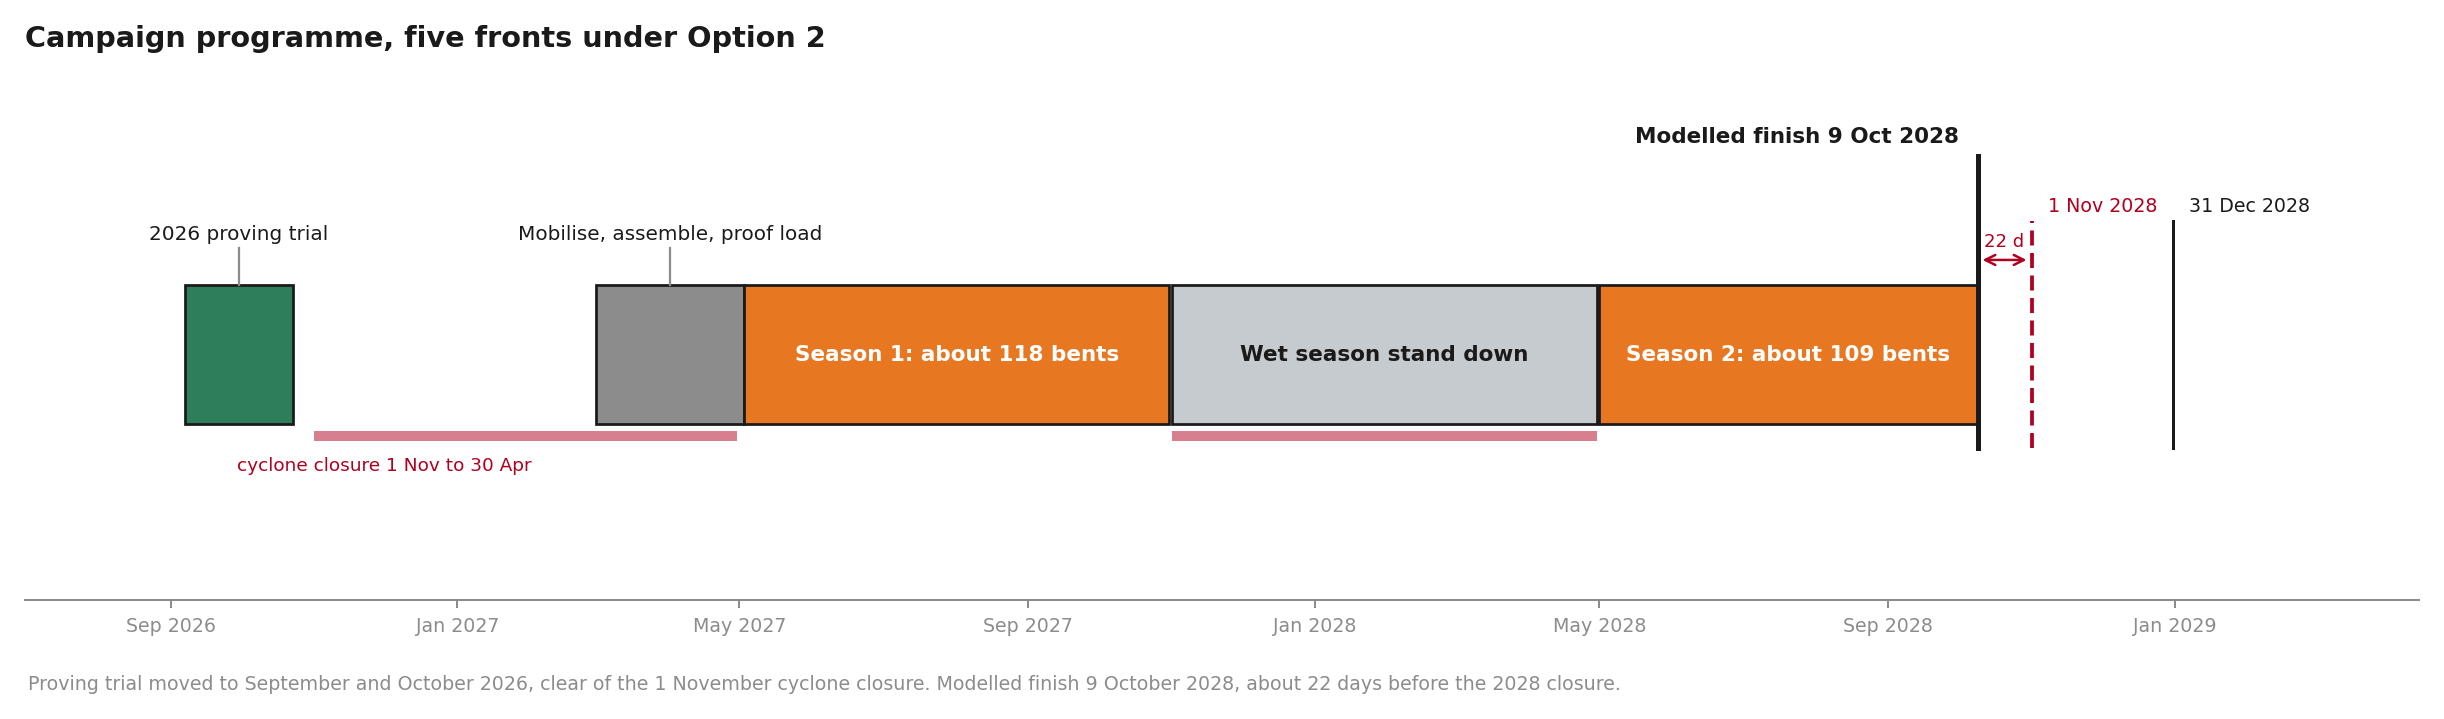 Campaign programme, five fronts under Option 2
Modelled finish 9 Oct 2028
1 Nov 2028
31 Dec 2028
2026 proving trial
Mobilise, assemble, proof load
22 d
Season 1: about 118 bents
Wet season stand down
Season 2: about 109 bents
cyclone closure 1 Nov to 30 Apr
Sep 2026
Jan 2027
May 2027
Sep 2027
Jan 2028
May 2028
Sep 2028
Jan 2029
Proving trial moved to September and October 2026, clear of the 1 November cyclone closure. Modelled finish 9 October 2028, about 22 days before the 2028 closure.